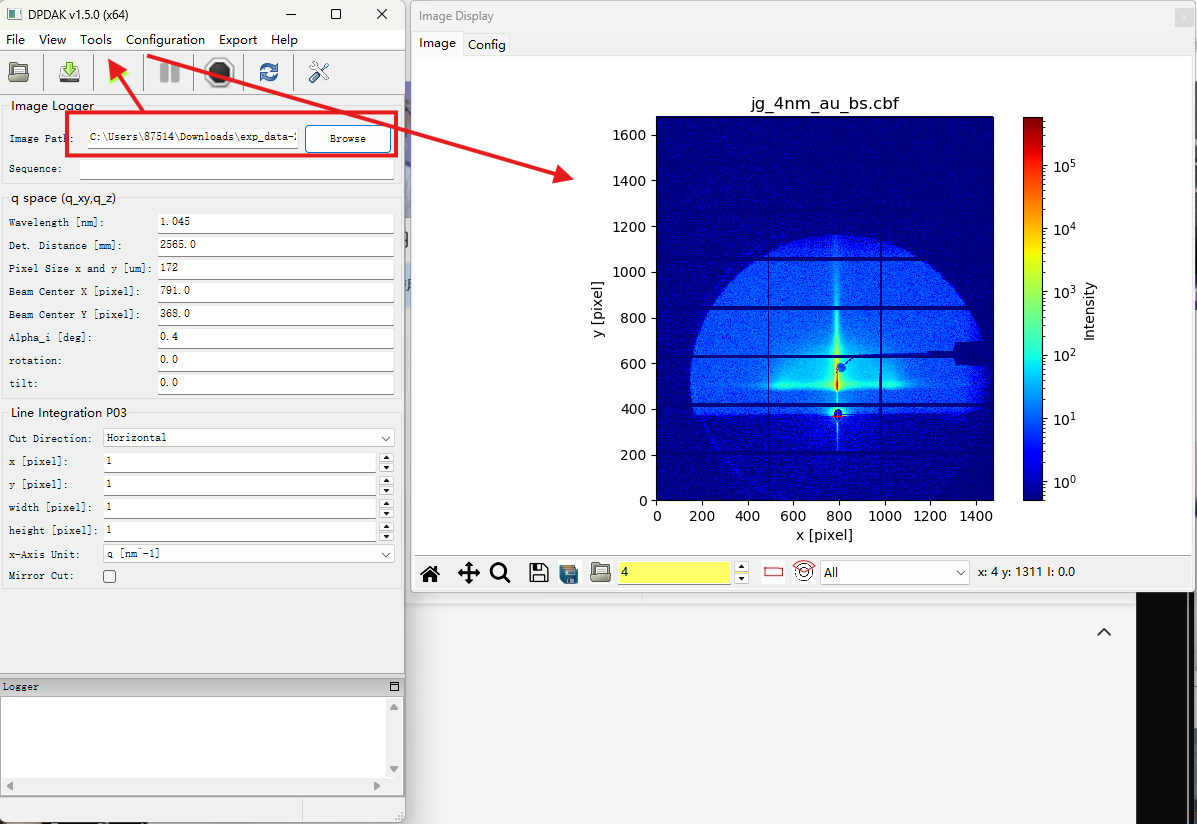 DPDAK v1.5.0 (x64)
File View Tools Configuration Export Help
Image Logger
Image Path:
C:\Users\87514\Downloads\exp_data-
Browse
Sequence:
q space (q_xy,q_z)
Wavelength [nm]: 1.045
Det. Distance [mm]: 2565.0
Pixel Size x and y [um]: 172
Beam Center X [pixel]: 791.0
Beam Center Y [pixel]: 368.0
Alpha_i [deg]: 0.4
rotation: 0.0
tilt: 0.0
Line Integration P03
Cut Direction: Horizontal
x [pixel]: 1
y [pixel]: 1
width [pixel]: 1
height [pixel]: 1
x-Axis Unit: q [nm^-1]
Mirror Cut:
Logger
Image Display
x
Image Config
jg_4nm_au_bs.cbf
1600
1400
1200
1000
800
600
400
200
0
y [pixel]
0 200 400 600 800 1000 1200 1400
x [pixel]
10^5
10^4
10^3
10^2
10^1
10^0
Intensity
4
All
x: 4 y: 1311 I: 0.0